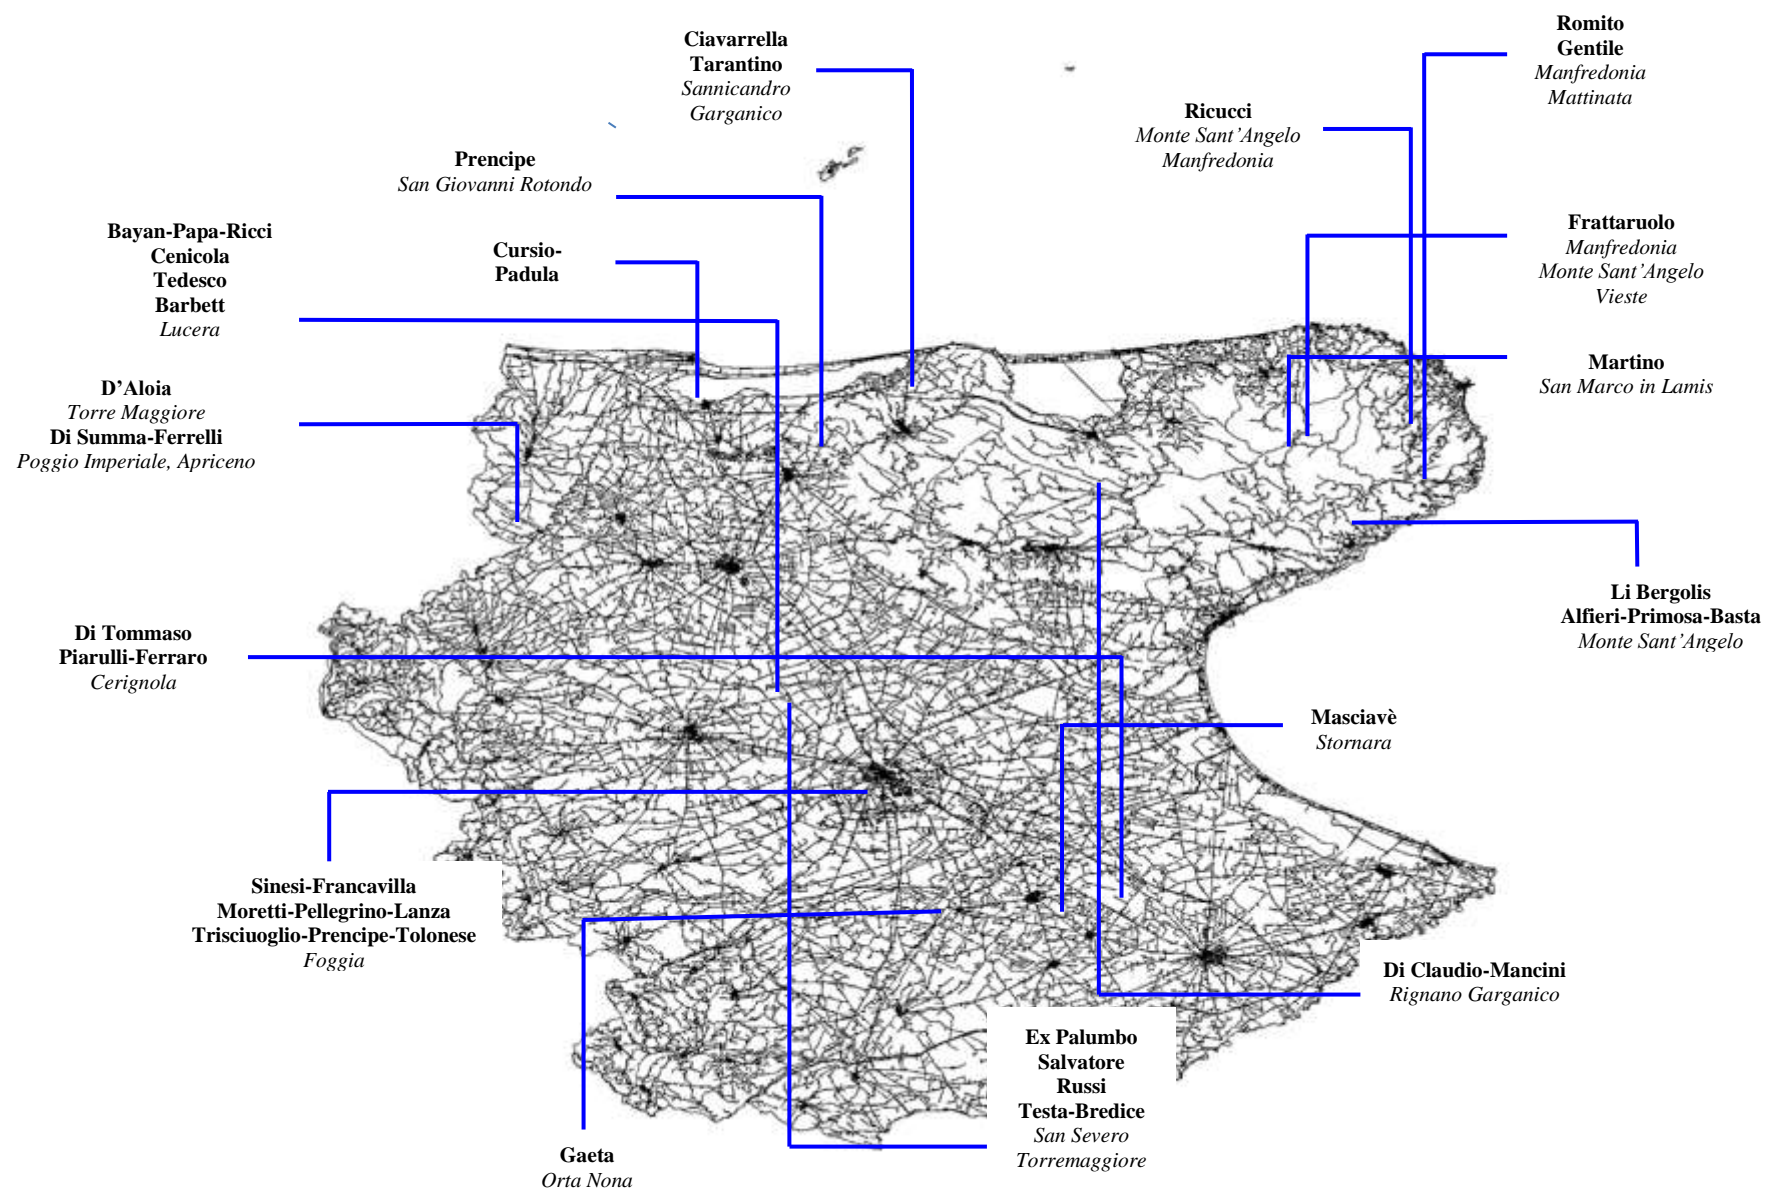 Ciavarrella
Tarantino
Sannicandro
Garganico
Romito
Gentile
Manfredonia
Mattinata
Ricucci
Monte Sant’Angelo
Manfredonia
Prencipe
San Giovanni Rotondo
Bayan-Papa-Ricci
Cenicola
Tedesco
Barbett
Lucera
Cursio-
Padula
Frattaruolo
Manfredonia
Monte Sant’Angelo
Vieste
Martino
San Marco in Lamis
D’Aloia
Torre Maggiore
Di Summa-Ferrelli
Poggio Imperiale, Apriceno
Li Bergolis
Alfieri-Primosa-Basta
Monte Sant’Angelo
Di Tommaso
Piarulli-Ferraro
Cerignola
Masciavè
Stornara
Sinesi-Francavilla
Moretti-Pellegrino-Lanza
Trisciuoglio-Prencipe-Tolonese
Foggia
Di Claudio-Mancini
Rignano Garganico
Ex Palumbo
Salvatore
Russi
Testa-Bredice
San Severo
Torremaggiore
Gaeta
Orta Nona